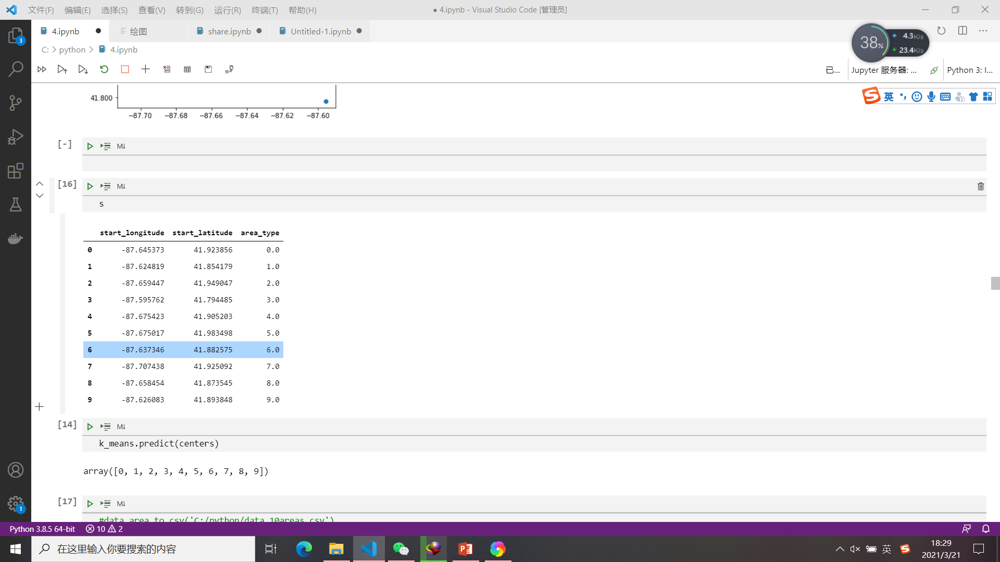 文件(F) 编辑(E) 选择(S) 查看(V) 转到(G) 运行(R) 终端(T) 帮助(H) ● 4.ipynb - Visual Studio Code [管理员]
4.ipynb 绘图 share.ipynb Untitled-1.ipynb
3
38% 4.3K/s
23.4K/s
C: > python > 4.ipynb
已... Jupyter 服务器: ... Python 3: I...
英
41.800
−87.70 −87.68 −87.66 −87.64 −87.62 −87.60
[-] M↓
[16] M↓
s
start_longitude start_latitude area_type
0 -87.645373 41.923856 0.0
1 -87.624819 41.854179 1.0
2 -87.659447 41.949047 2.0
3 -87.595762 41.794485 3.0
4 -87.675423 41.905203 4.0
5 -87.675017 41.983498 5.0
6 -87.637346 41.882575 6.0
7 -87.707438 41.925092 7.0
8 -87.658454 41.873545 8.0
9 -87.626083 41.893848 9.0
[14] M↓
k_means.predict(centers)
array([0, 1, 2, 3, 4, 5, 6, 7, 8, 9])
[17] M↓
1
#data_area.to_csv('C:/python/data_10areas.csv')
Python 3.8.5 64-bit 10 2
在这里输入你要搜索的内容
英
18:29
2021/3/21